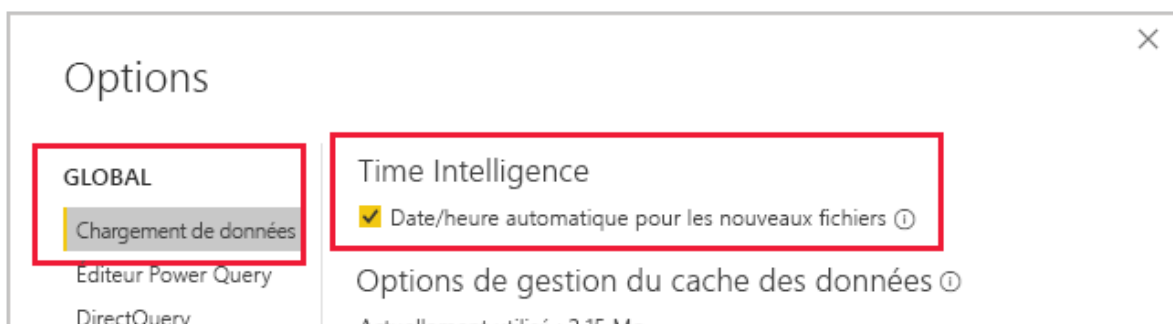 Options
GLOBAL
Chargement de données
Éditeur Power Query
DirectQuery
Time Intelligence
Date/heure automatique pour les nouveaux fichiers
Options de gestion du cache des données